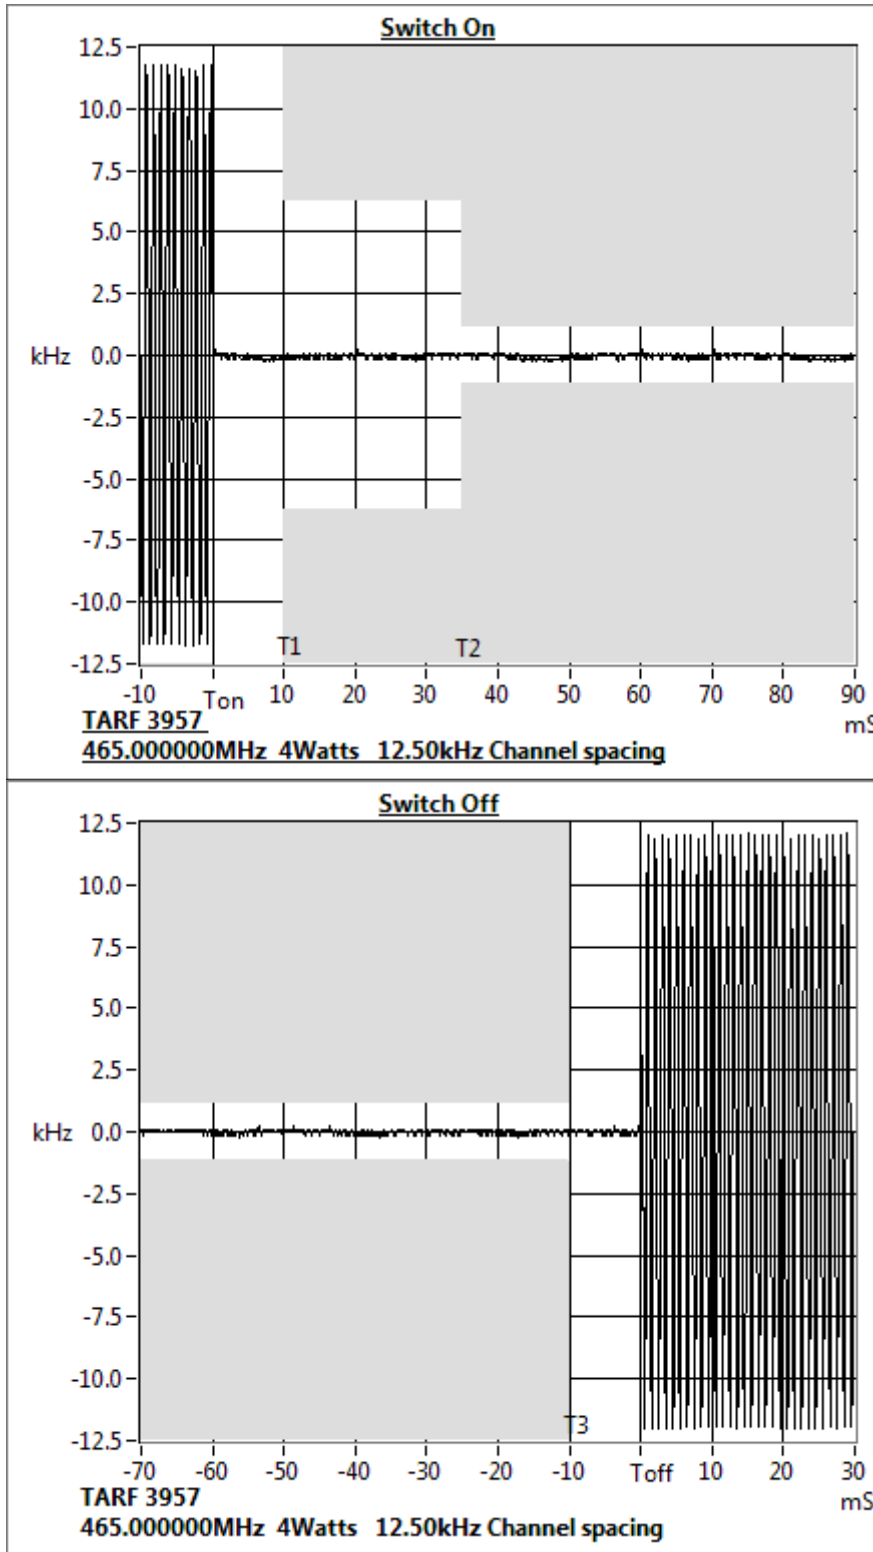 Switch On
12.5
10.0
7.5
5.0
2.5
kHz 0.0
-2.5
-5.0
-7.5
-10.0
-12.5
T1 T2
-10 Ton 10 20 30 40 50 60 70 80 90
mS
TARF 3957
465.000000MHz 4Watts 12.50kHz Channel spacing
Switch Off
12.5
10.0
7.5
5.0
2.5
kHz 0.0
-2.5
-5.0
-7.5
-10.0
-12.5
T3
-70 -60 -50 -40 -30 -20 -10 Toff 10 20 30
mS
TARF 3957
465.000000MHz 4Watts 12.50kHz Channel spacing